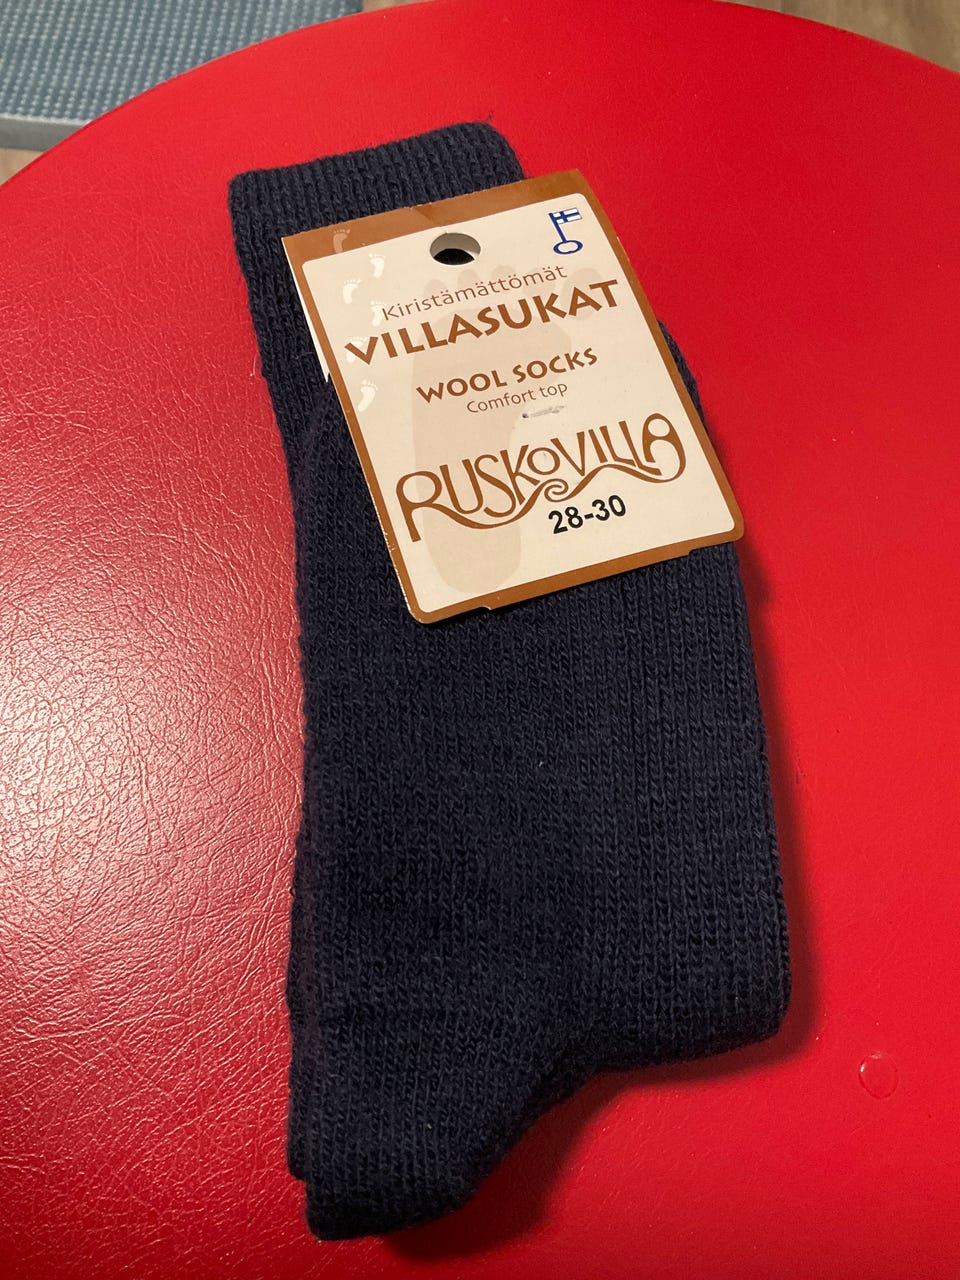 Kiristämättömät
VILLASUKAT
WOOL SOCKS
Comfort top
RUSKOVILLA
28-30